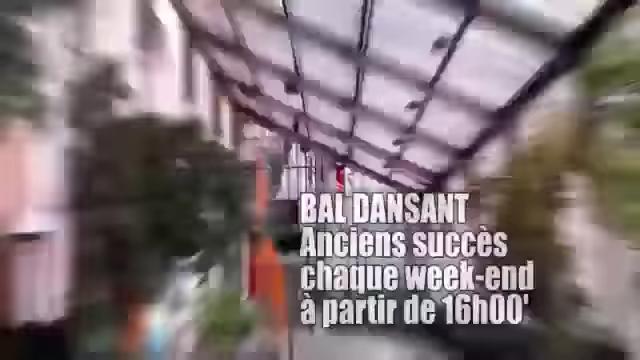 BAL DANSANT
Anciens succès
chaque week-end
à partir de 16h00'